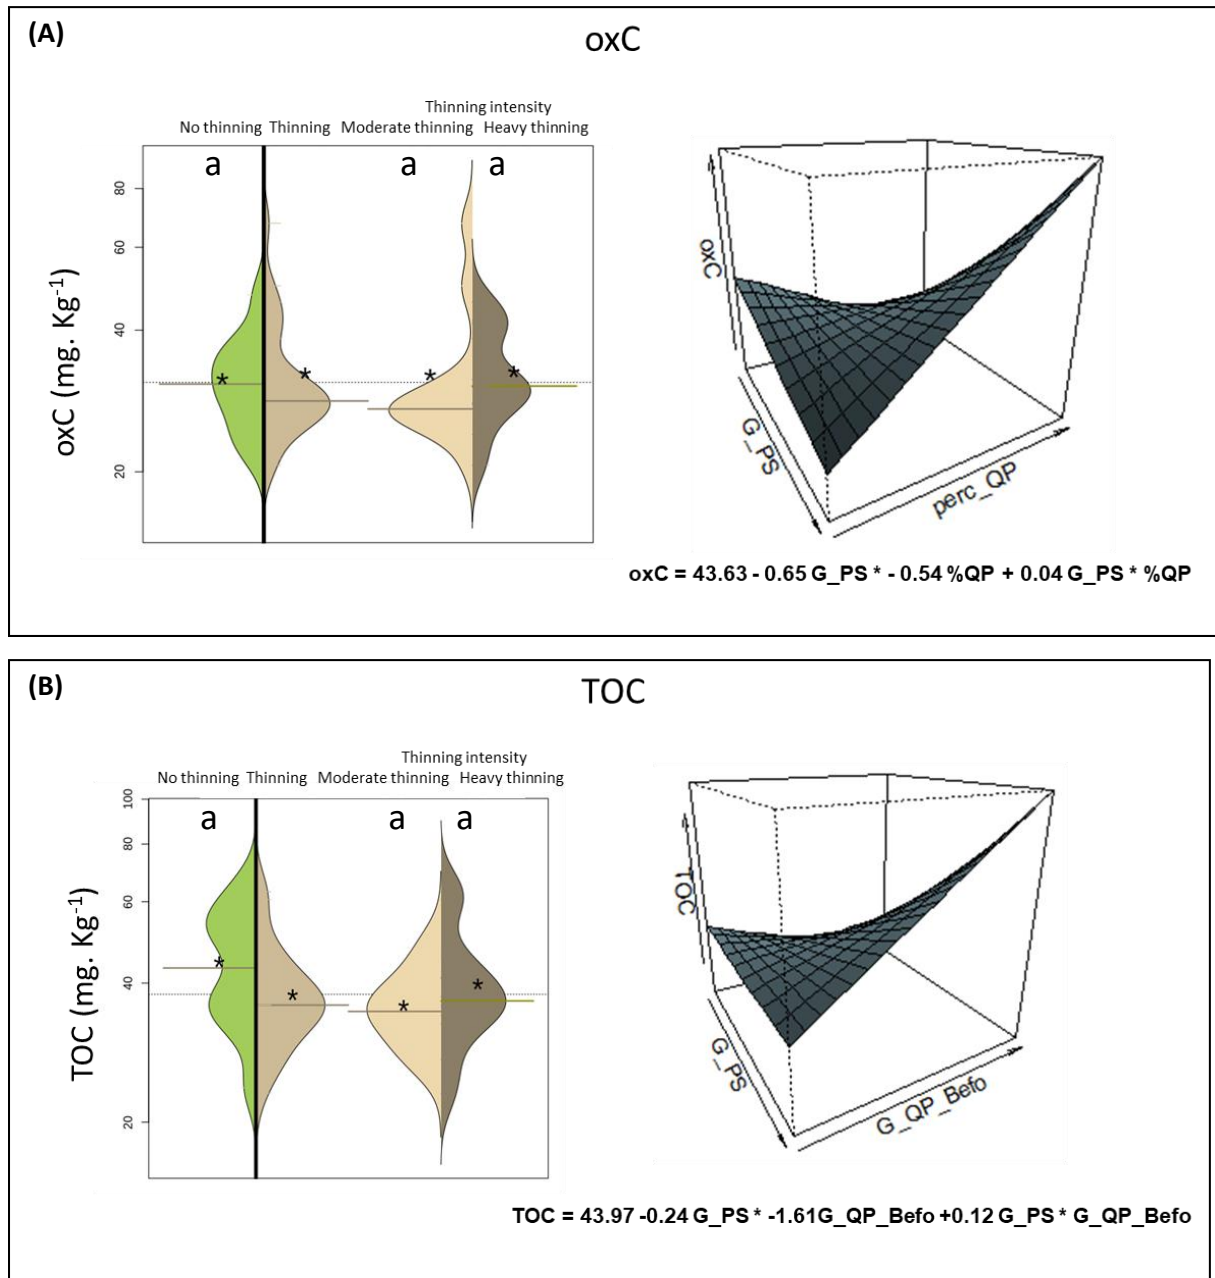 (A)
oxC
Thinning intensity
No thinning Thinning Moderate thinning Heavy thinning
a a a
80
60
40
20
* * * *
oxC (mg. Kg-1)
oxC
G_PS
perc_QP
oxC = 43.63 - 0.65 G_PS * - 0.54 %QP + 0.04 G_PS * %QP
(B)
TOC
Thinning intensity
No thinning Thinning Moderate thinning Heavy thinning
a a a
100
80
60
40
20
* * * *
TOC (mg. Kg-1)
TOC
G_PS
G_QP_Befo
TOC = 43.97 -0.24 G_PS * -1.61G_QP_Befo +0.12 G_PS * G_QP_Befo